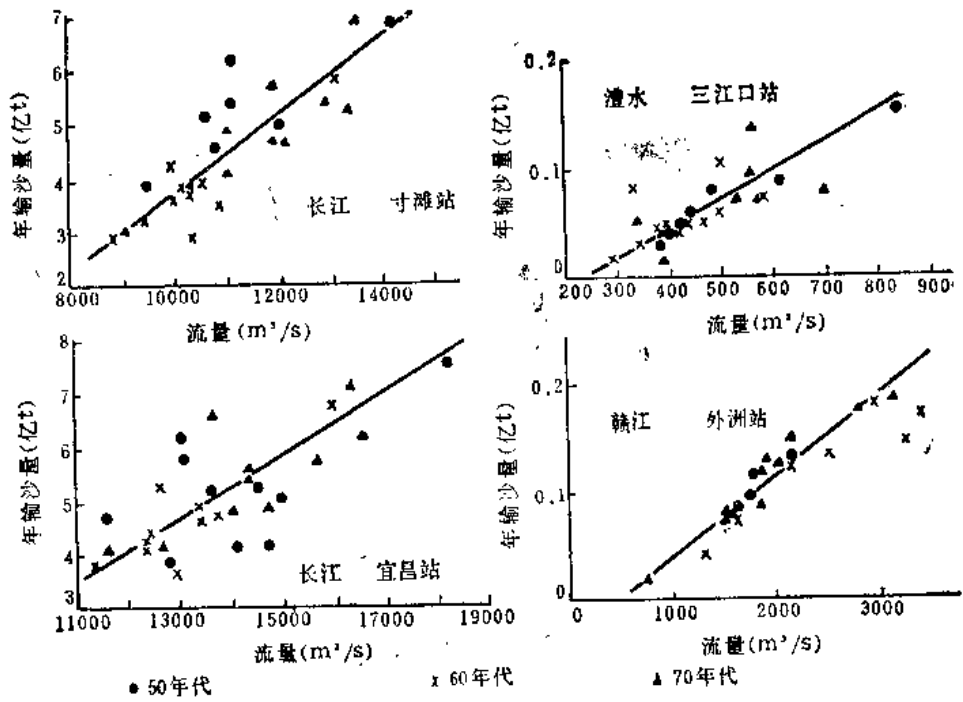 7
6
5
4
3
2
年输沙量(亿t)
长江 寸滩站
8000 10000 12000 14000
流量(m³/s)
0.2
0.1
0
年输沙量(亿t)
澧水 三江口站
200 300 400 500 600 700 800 900
流量(m³/s)
8
7
6
5
4
3
年输沙量(亿t)
长江 宜昌站
11000 13000 15000 17000 19000
流量(m³/s)
0.2
0.1
0
年输沙量(亿t)
赣江 外洲站
0 1000 2000 3000
流量(m³/s)
● 50年代 x 60年代 ▲ 70年代